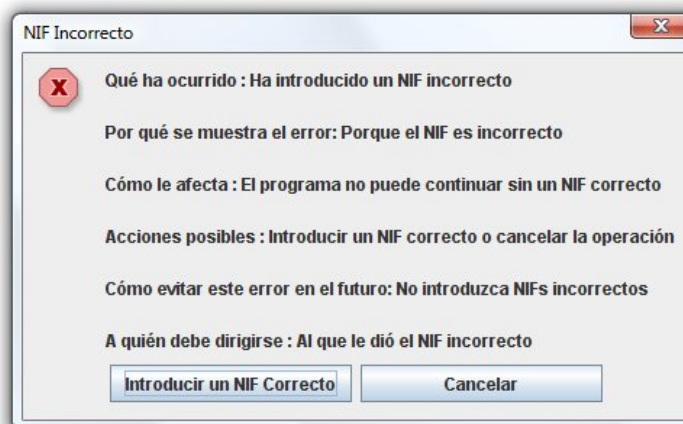 NIF Incorrecto
Qué ha ocurrido : Ha introducido un NIF incorrecto
Por qué se muestra el error: Porque el NIF es incorrecto
Cómo le afecta : El programa no puede continuar sin un NIF correcto
Acciones posibles : Introducir un NIF correcto o cancelar la operación
Cómo evitar este error en el futuro: No introduzca NIFs incorrectos
A quién debe dirigirse : Al que le dió el NIF incorrecto
Introducir un NIF Correcto Cancelar